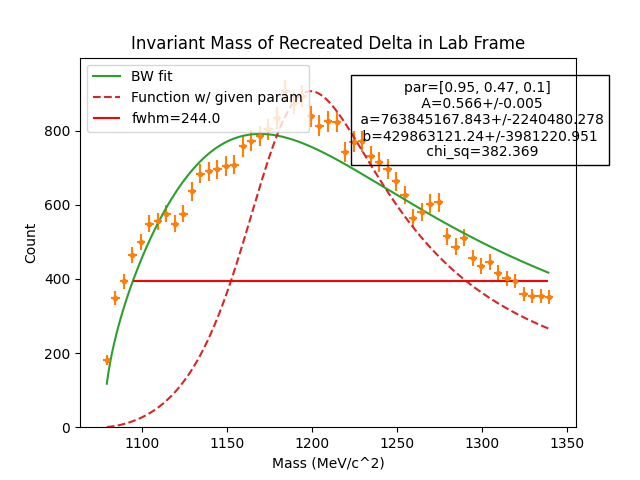 Invariant Mass of Recreated Delta in Lab Frame
BW fit
Function w/ given param
fwhm=244.0
par=[0.95, 0.47, 0.1]
A=0.566+/-0.005
a=763845167.843+/-2240480.278
b=429863121.24+/-3981220.951
chi_sq=382.369
Count
800
600
400
200
0
1100 1150 1200 1250 1300 1350
Mass (MeV/c^2)